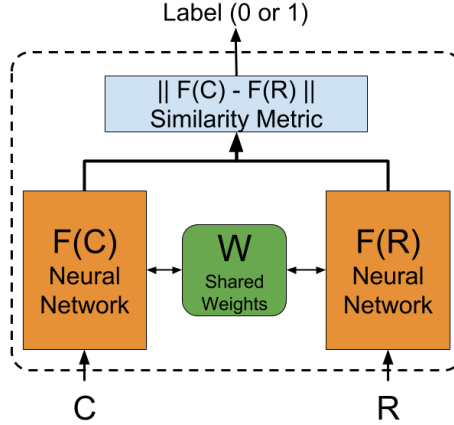 Label (0 or 1)
|| F(C) - F(R) ||
Similarity Metric
F(C)
Neural
Network
W
Shared
Weights
F(R)
Neural
Network
C
R